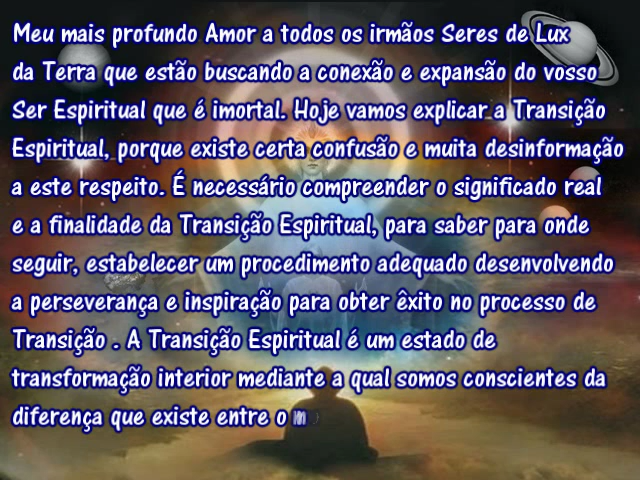 Meu mais profundo Amor a todos os irmãos Seres de Lux
da Terra que estão buscando a conexão e expansão do vosso
Ser Espiritual que é imortal. Hoje vamos explicar a Transição
Espiritual, porque existe certa confusão e muita desinformação
a este respeito. É necessário compreender o significado real
e a finalidade da Transição Espiritual, para saber para onde
seguir, estabelecer um procedimento adequado desenvolvendo
a perseverança e inspiração para obter êxito no processo de
Transição . A Transição Espiritual é um estado de
transformação interior mediante a qual somos conscientes da
diferença que existe entre o m